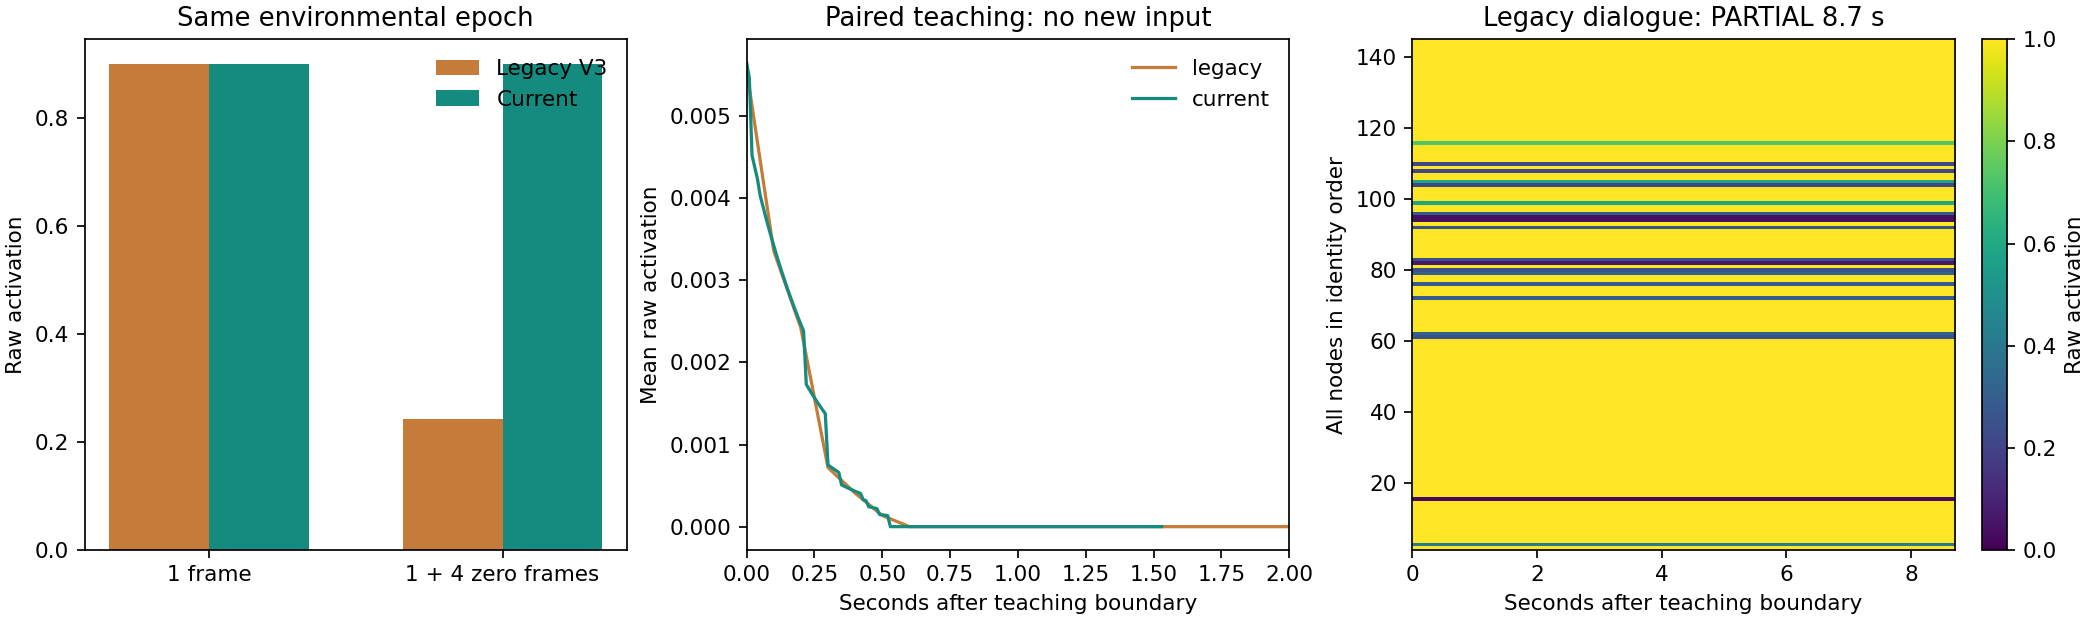 Same environmental epoch
Raw activation
0.8
0.6
0.4
0.2
0.0
Legacy V3
Current
1 frame
1 + 4 zero frames
Paired teaching: no new input
Mean raw activation
0.005
0.004
0.003
0.002
0.001
0.000
legacy
current
0.00 0.25 0.50 0.75 1.00 1.25 1.50 1.75 2.00
Seconds after teaching boundary
Legacy dialogue: PARTIAL 8.7 s
All nodes in identity order
140
120
100
80
60
40
20
0 2 4 6 8
Seconds after teaching boundary
1.0
0.8
0.6
0.4
0.2
0.0
Raw activation